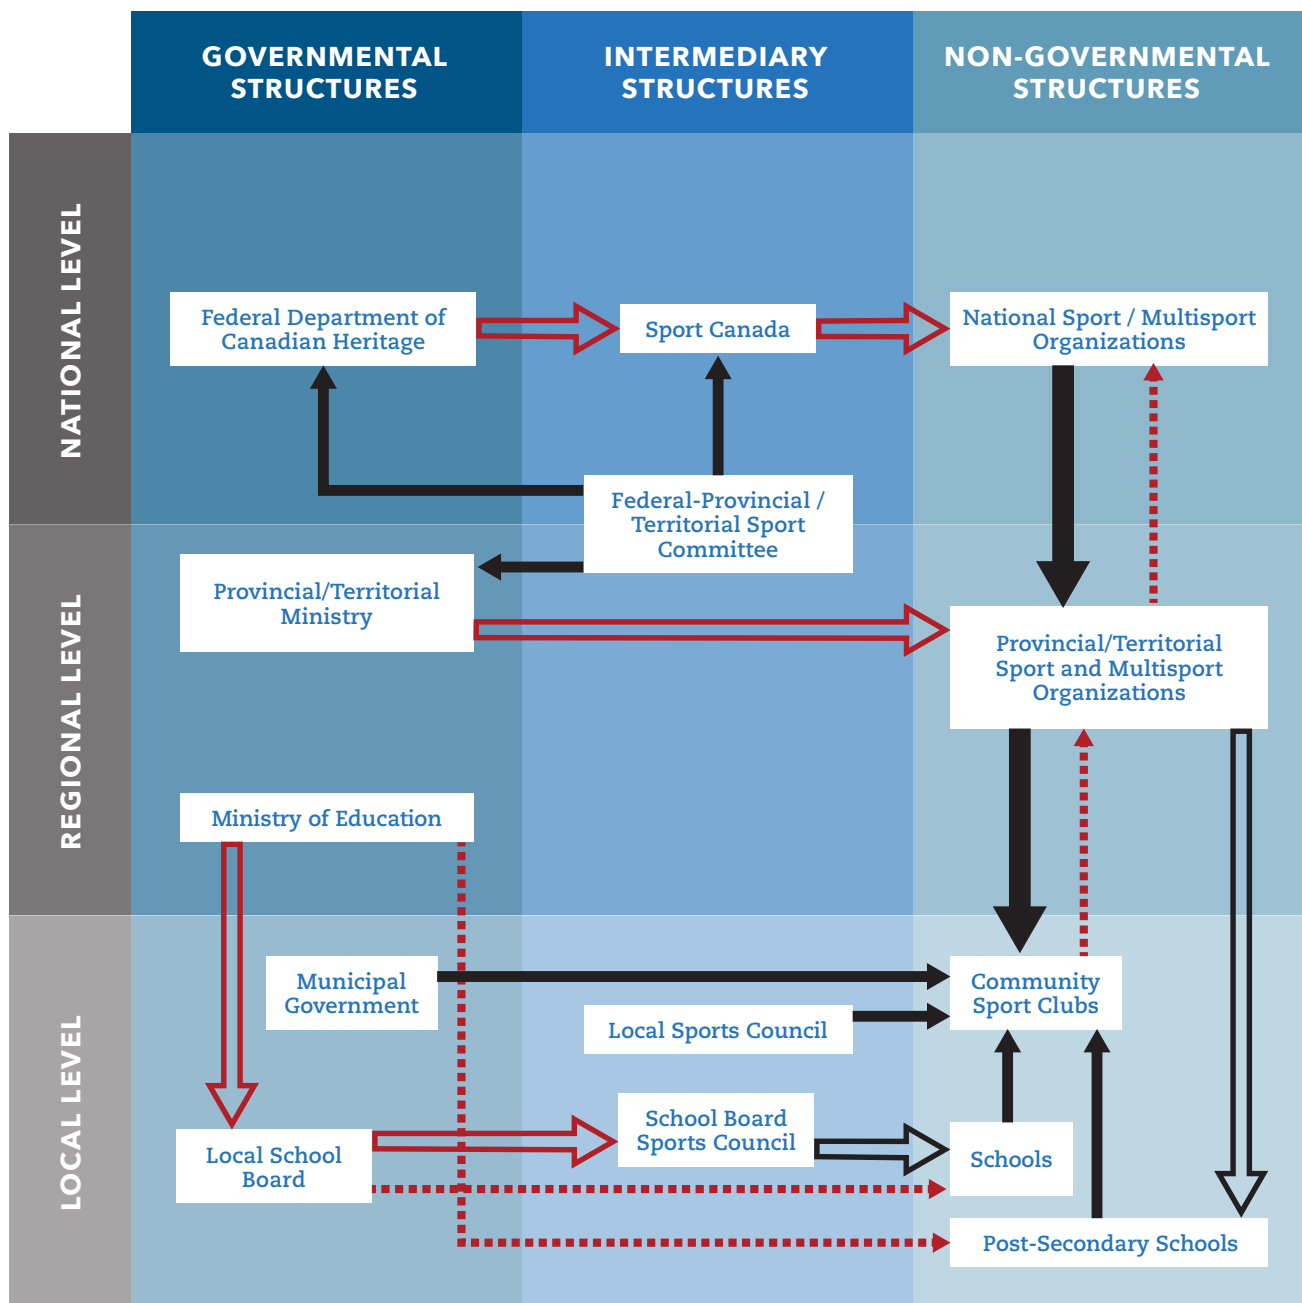 GOVERNMENTAL
STRUCTURES
INTERMEDIARY
STRUCTURES
NON-GOVERNMENTAL
STRUCTURES
NATIONAL LEVEL
Federal Department of
Canadian Heritage
Sport Canada
National Sport / Multisport
Organizations
Federal-Provincial /
Territorial Sport
Committee
REGIONAL LEVEL
Provincial/Territorial
Ministry
Provincial/Territorial
Sport and Multisport
Organizations
Ministry of Education
LOCAL LEVEL
Municipal
Government
Community
Sport Clubs
Local Sports Council
School Board
Sports Council
Local School
Board
Schools
Post-Secondary Schools